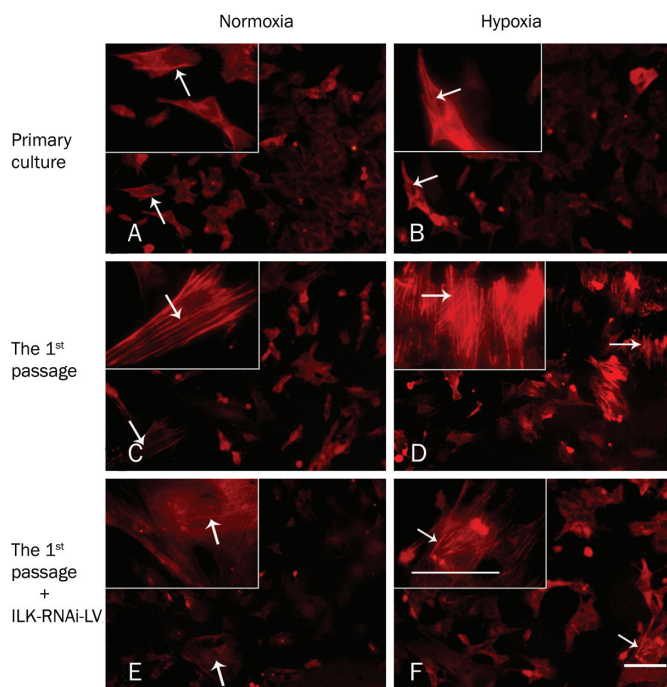 Normoxia Hypoxia
Primary
culture
A B
The 1st
passage
C D
The 1st
passage
+
ILK-RNAi-LV
E F